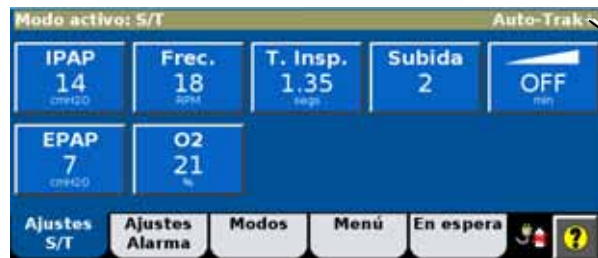 Modo activo: S/T Auto-Trak+
IPAP Frec. T. Insp. Subida
14 18 1.35 2 OFF
cmH2O RPM segs min
EPAP O2
7 21
cmH2O %
Ajustes S/T Ajustes Alarma Modos Menú En espera ?